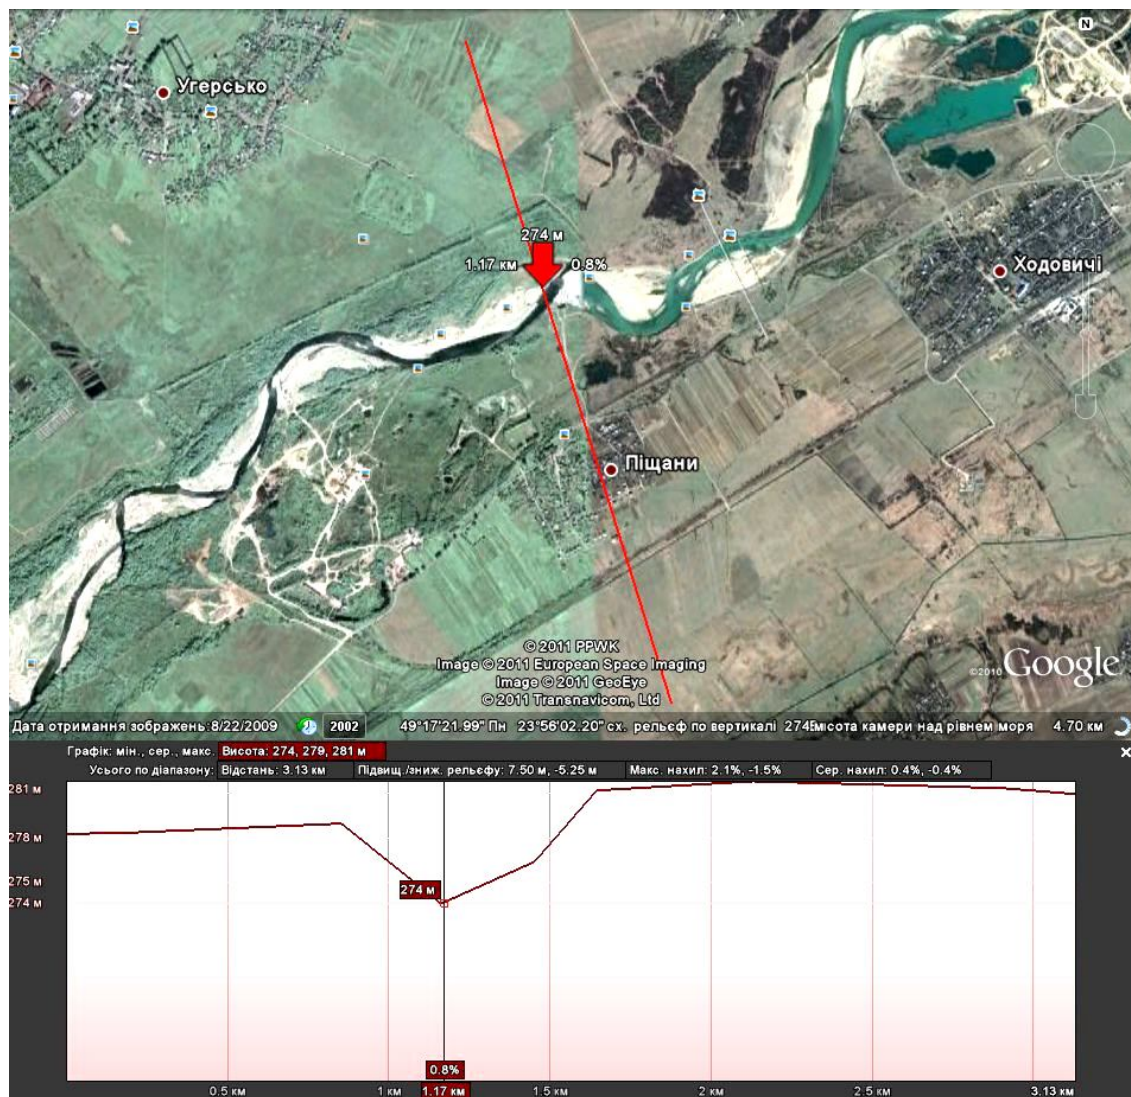 N
Угерсько
274 м
1.17 км 0.8%
Ходовичі
Піщани
© 2011 PPWK
Image © 2011 European Space Imaging
Image © 2011 GeoEye
© 2011 Transnavicom, Ltd
©2010 Google
Дата отримання зображень: 8/22/2009 2002 49°17'21.99" Пн 23°56'02.20" сх. рельєф по вертикалі 274 камери над рівнем моря 4.70 км
Графік: мін., сер., макс. Висота: 274, 279, 281 м
Усього по діапазону: Відстань: 3.13 км Підвищ./зниж. рельєфу: 7.50 м, -5.25 м Макс. нахил: 2.1%, -1.5% Сер. нахил: 0.4%, -0.4%
281 м
278 м
275 м
274 м
274 м
0.8%
0.5 км 1 км 1.17 км 1.5 км 2 км 2.5 км 3.13 км